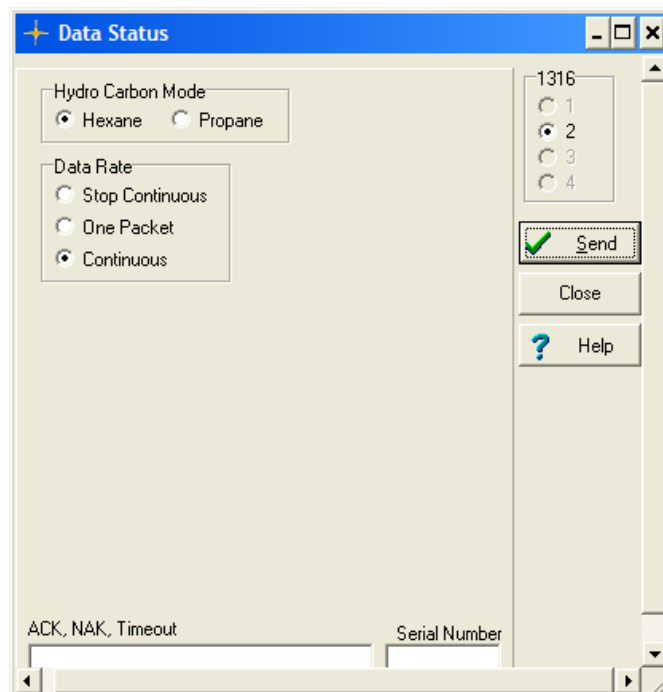 Data Status
Hydro Carbon Mode
Hexane Propane
Data Rate
Stop Continuous
One Packet
Continuous
1316
1
2
3
4
Send
Close
? Help
ACK, NAK, Timeout
Serial Number